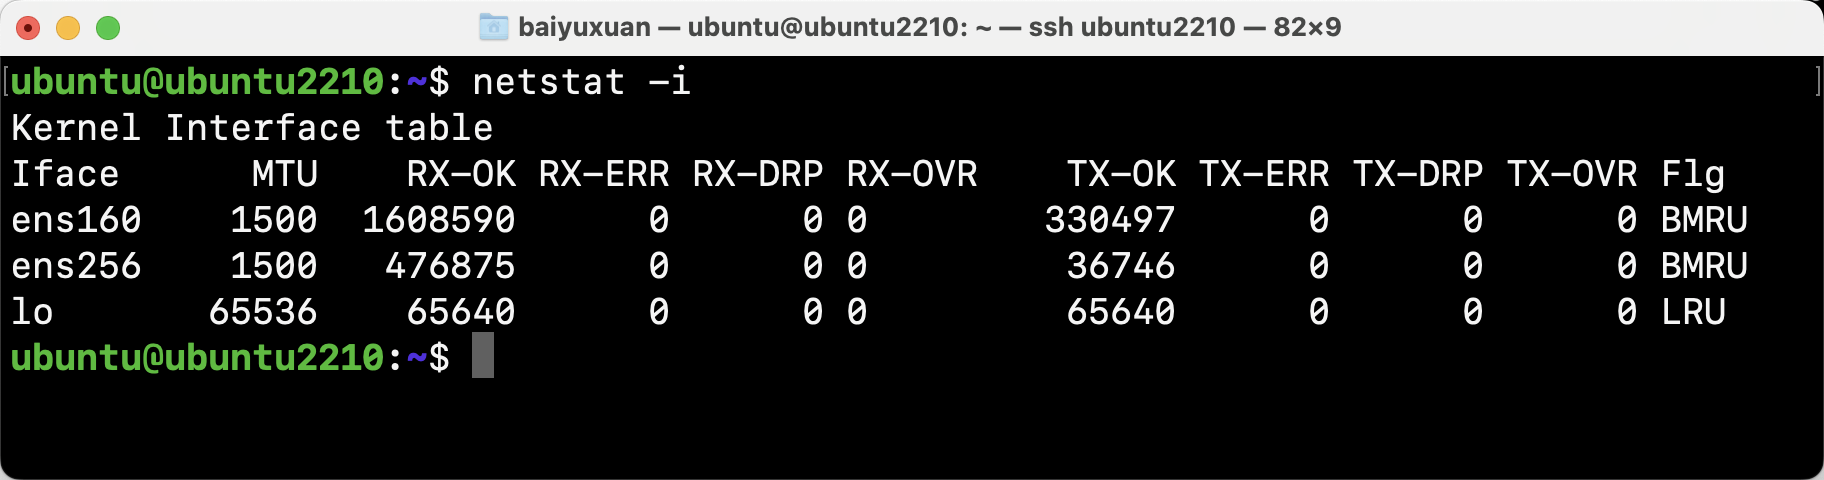 baiyuxuan — ubuntu@ubuntu2210: ~ — ssh ubuntu2210 — 82×9
[ubuntu@ubuntu2210:~$ netstat -i ]
Kernel Interface table
Iface      MTU    RX-OK RX-ERR RX-DRP RX-OVR    TX-OK TX-ERR TX-DRP TX-OVR Flg
ens160    1500  1608590      0      0 0        330497      0      0      0 BMRU
ens256    1500   476875      0      0 0         36746      0      0      0 BMRU
lo       65536    65640      0      0 0         65640      0      0      0 LRU
ubuntu@ubuntu2210:~$